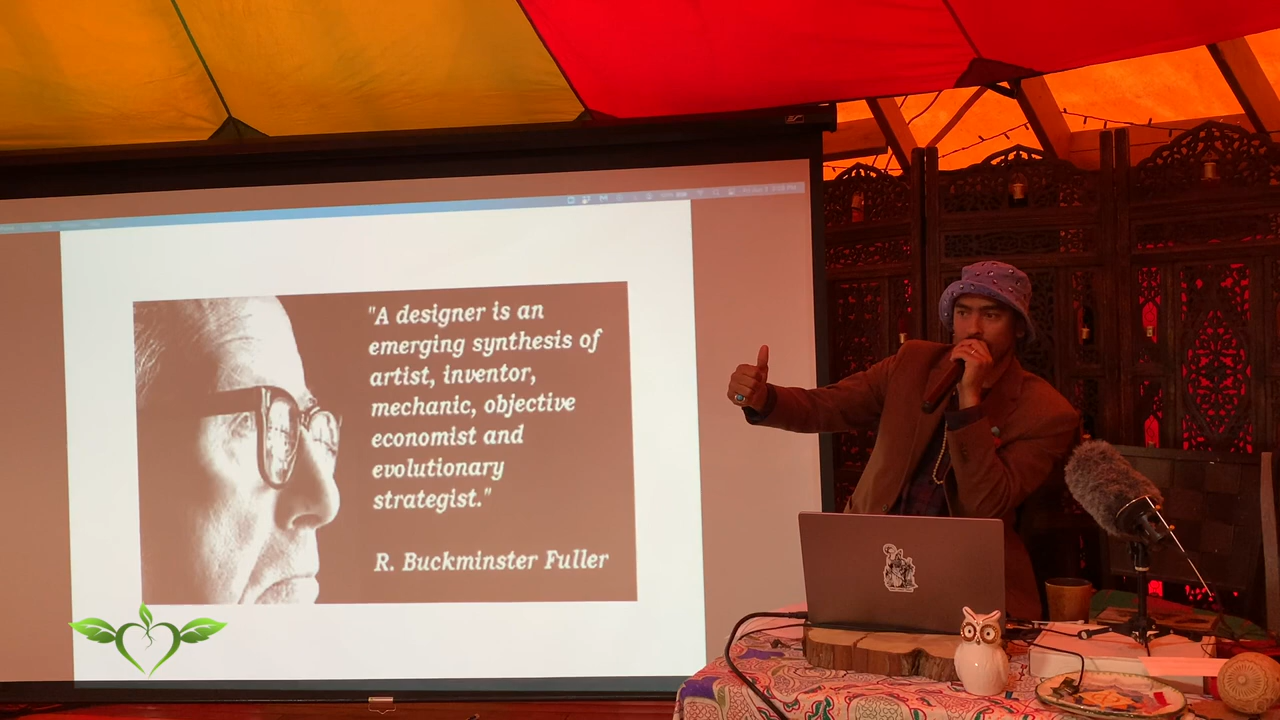 "A designer is an
emerging synthesis of
artist, inventor,
mechanic, objective
economist and
evolutionary
strategist."
R. Buckminster Fuller